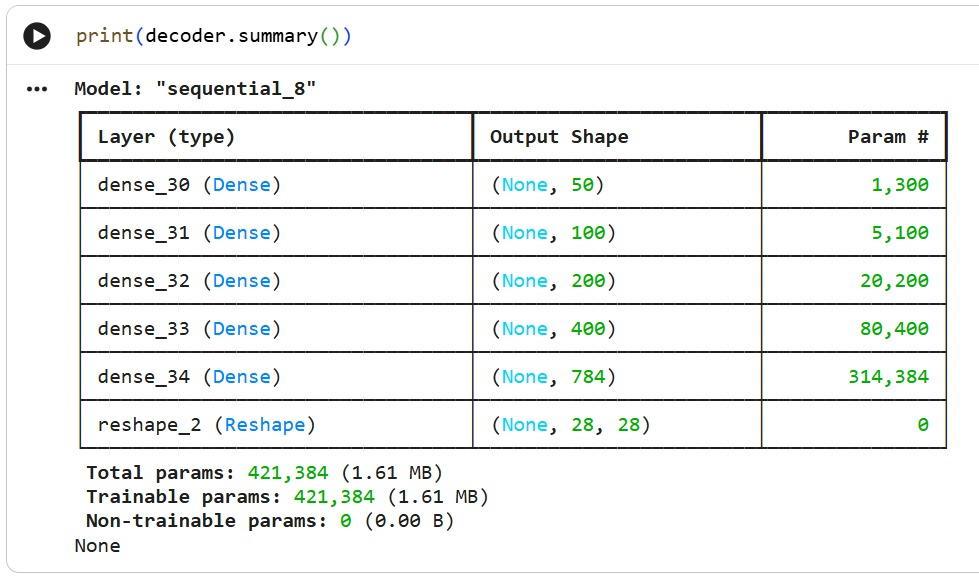 print(decoder.summary())
Model: "sequential_8"
Layer (type) Output Shape Param #
dense_30 (Dense) (None, 50) 1,300
dense_31 (Dense) (None, 100) 5,100
dense_32 (Dense) (None, 200) 20,200
dense_33 (Dense) (None, 400) 80,400
dense_34 (Dense) (None, 784) 314,384
reshape_2 (Reshape) (None, 28, 28) 0
Total params: 421,384 (1.61 MB)
Trainable params: 421,384 (1.61 MB)
Non-trainable params: 0 (0.00 B)
None